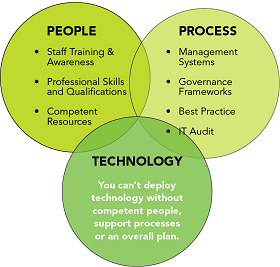 PEOPLE
• Staff Training &
Awareness
• Professional Skills
and Qualifications
• Competent
Resources
PROCESS
• Management
Systems
• Governance
Frameworks
• Best Practice
• IT Audit
TECHNOLOGY
You can't deploy
technology without
competent people,
support processes
or an overall plan.